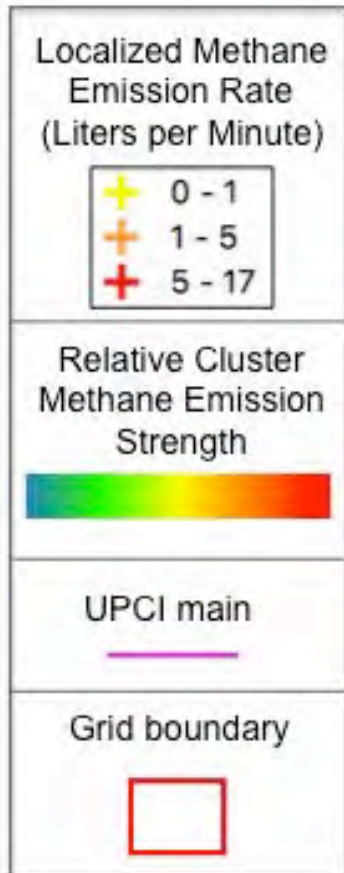 Localized Methane
Emission Rate
(Liters per Minute)
0 - 1
1 - 5
5 - 17
Relative Cluster
Methane Emission
Strength
UPCI main
Grid boundary